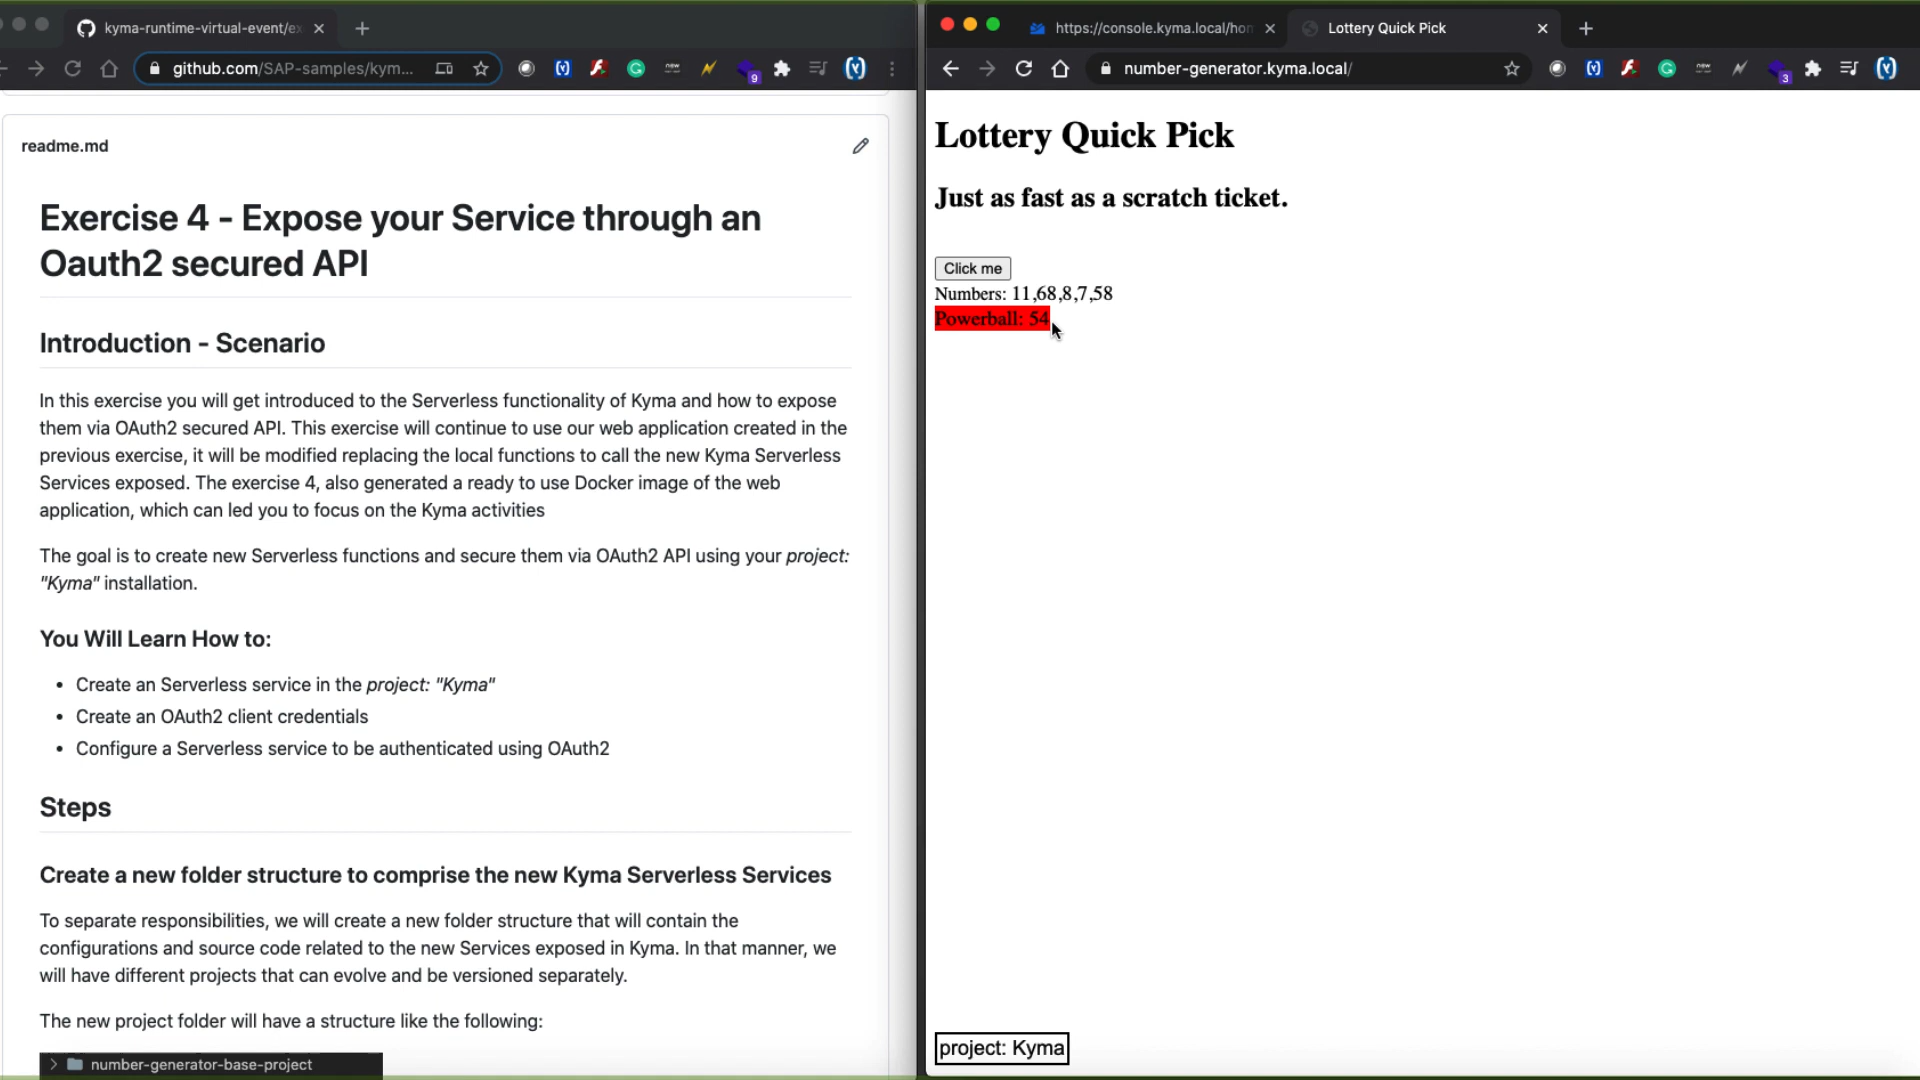 kyma-runtime-virtual-event/ex
github.com/SAP-samples/kym...
9
readme.md
Exercise 4 - Expose your Service through an
Oauth2 secured API
Introduction - Scenario
In this exercise you will get introduced to the Serverless functionality of Kyma and how to expose
them via OAuth2 secured API. This exercise will continue to use our web application created in the
previous exercise, it will be modified replacing the local functions to call the new Kyma Serverless
Services exposed. The exercise 4, also generated a ready to use Docker image of the web
application, which can led you to focus on the Kyma activities
The goal is to create new Serverless functions and secure them via OAuth2 API using your project:
"Kyma" installation.
You Will Learn How to:
• Create an Serverless service in the project: "Kyma"
• Create an OAuth2 client credentials
• Configure a Serverless service to be authenticated using OAuth2
Steps
Create a new folder structure to comprise the new Kyma Serverless Services
To separate responsibilities, we will create a new folder structure that will contain the
configurations and source code related to the new Services exposed in Kyma. In that manner, we
will have different projects that can evolve and be versioned separately.
The new project folder will have a structure like the following:
number-generator-base-project
https://console.kyma.local/hom
Lottery Quick Pick
number-generator.kyma.local/
3
Lottery Quick Pick
Just as fast as a scratch ticket.
Click me
Numbers: 11,68,8,7,58
Powerball: 54
project: Kyma